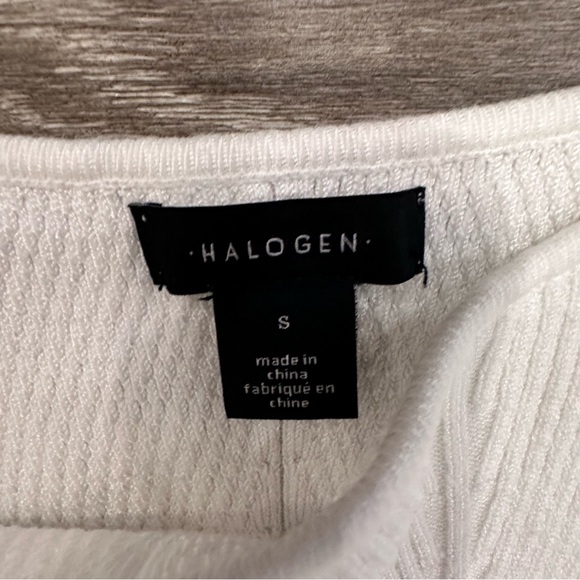 ·HALOGEN·
S
made in
china
fabriqué en
chine